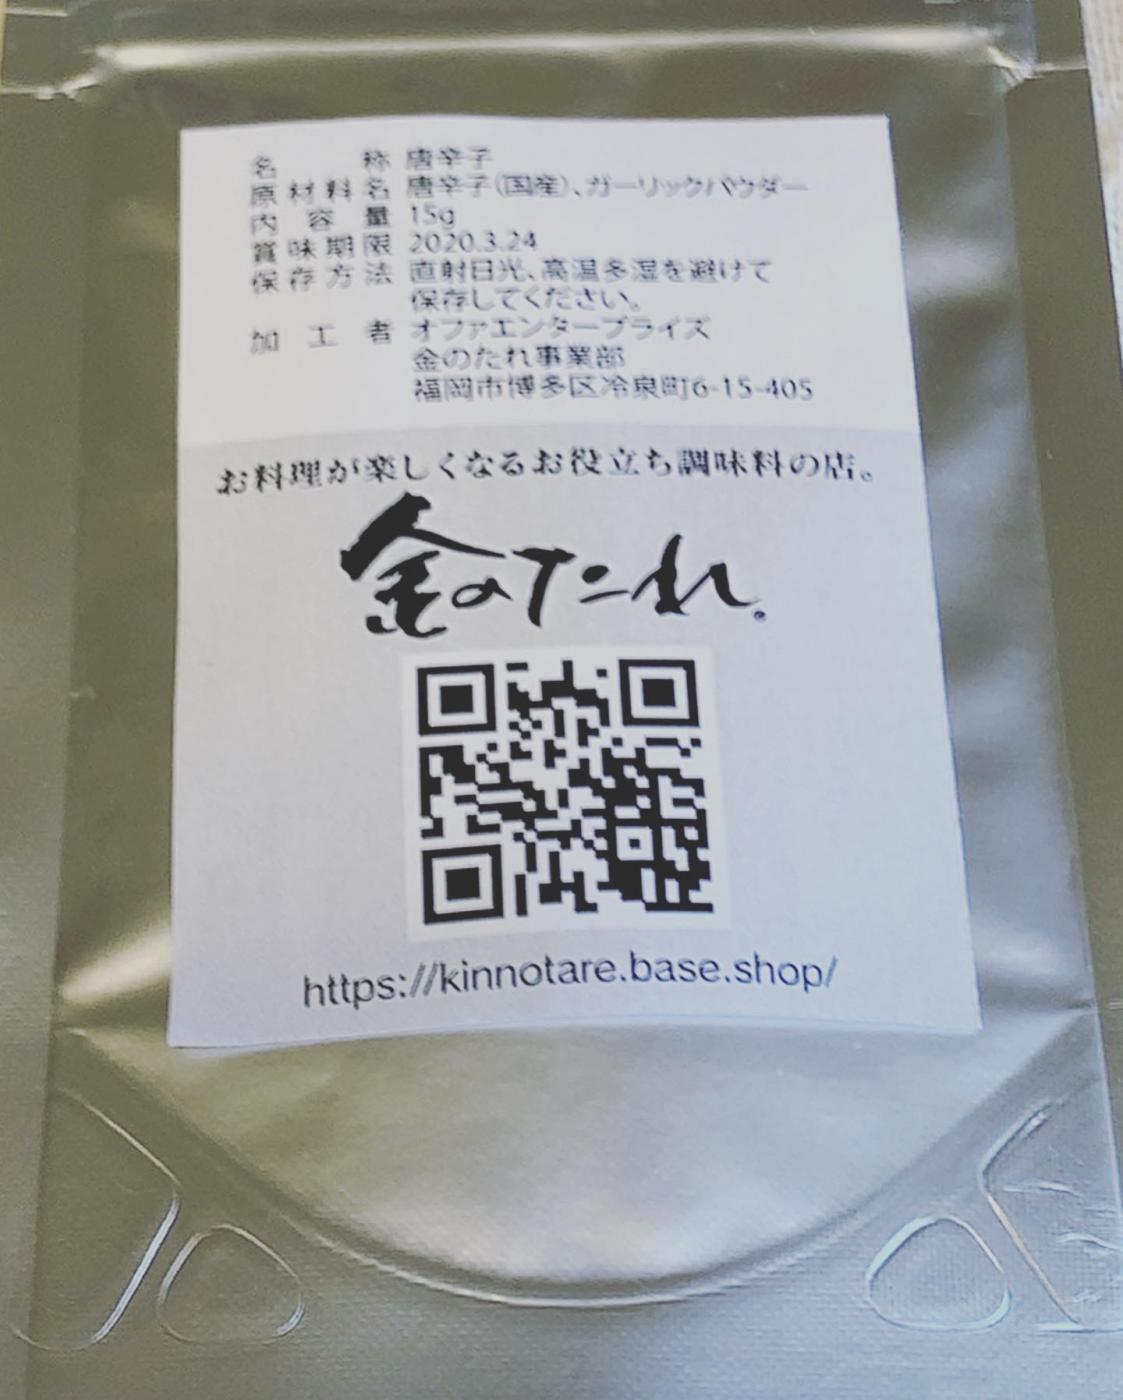 名称 唐辛子
原材料名 唐辛子(国産)、ガーリックパウダー
内容量 15g
賞味期限 2020.3.24
保存方法 直射日光、高温多湿を避けて
保存してください。
加工者 オファエンタープライズ
金のたれ事業部
福岡市博多区冷泉町6-15-405
お料理が楽しくなるお役立ち調味料の店。
金のたれ。
https://kinnotare.base.shop/